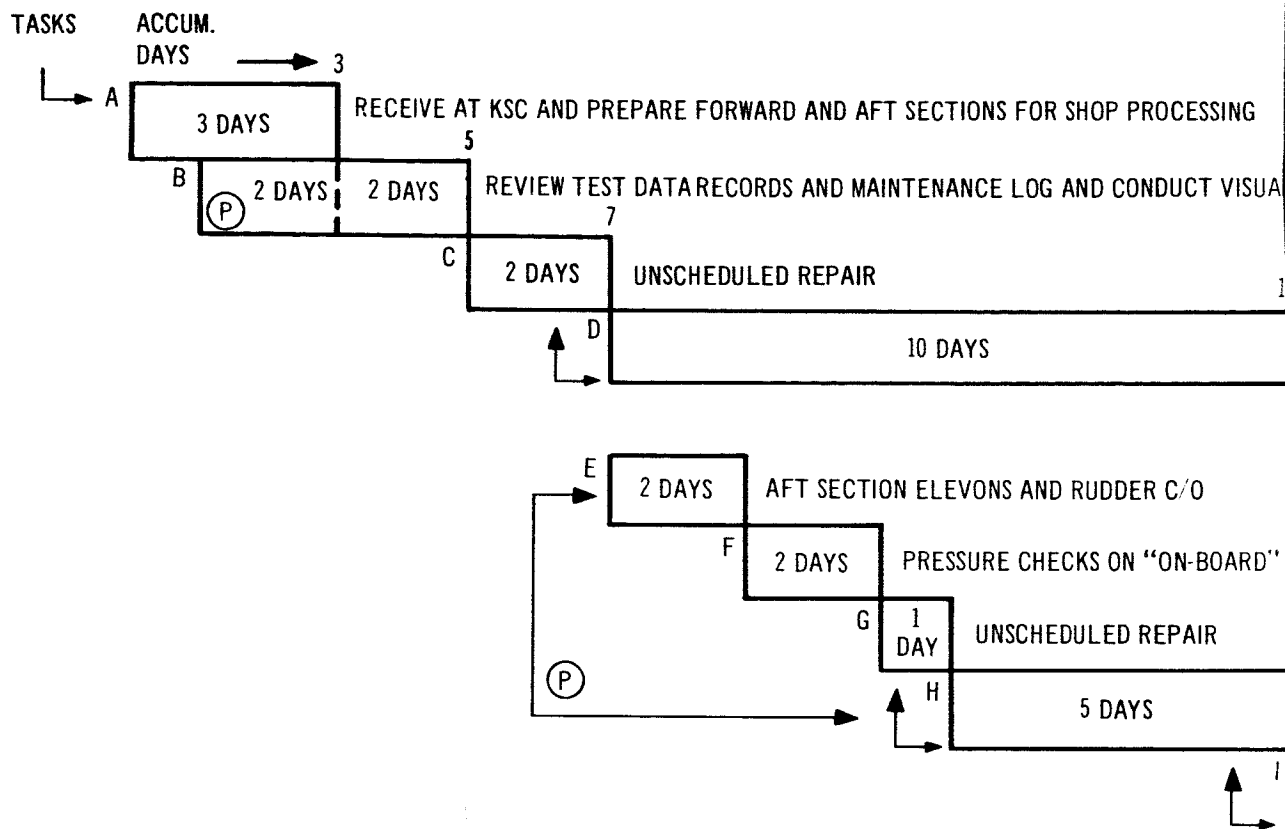 TASKS ACCUM. DAYS
3
A 3 DAYS RECEIVE AT KSC AND PREPARE FORWARD AND AFT SECTIONS FOR SHOP PROCESSING
5
B P 2 DAYS 2 DAYS REVIEW TEST DATA RECORDS AND MAINTENANCE LOG AND CONDUCT VISUA
7
C 2 DAYS UNSCHEDULED REPAIR
1
D 10 DAYS
E 2 DAYS AFT SECTION ELEVONS AND RUDDER C/O
F 2 DAYS PRESSURE CHECKS ON "ON-BOARD"
G 1 DAY UNSCHEDULED REPAIR
P
H 5 DAYS
I